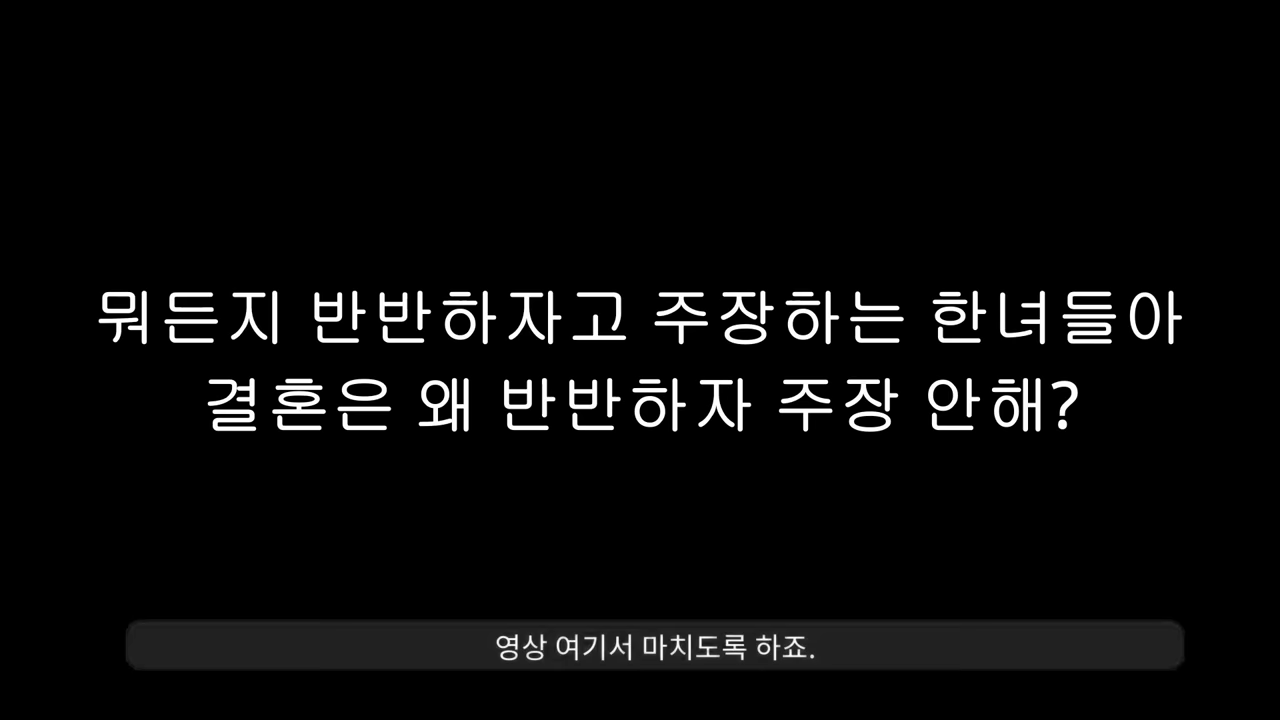 뭐든지 반반하자고 주장하는 한녀들아
결혼은 왜 반반하자 주장 안해?
영상 여기서 마치도록 하죠.